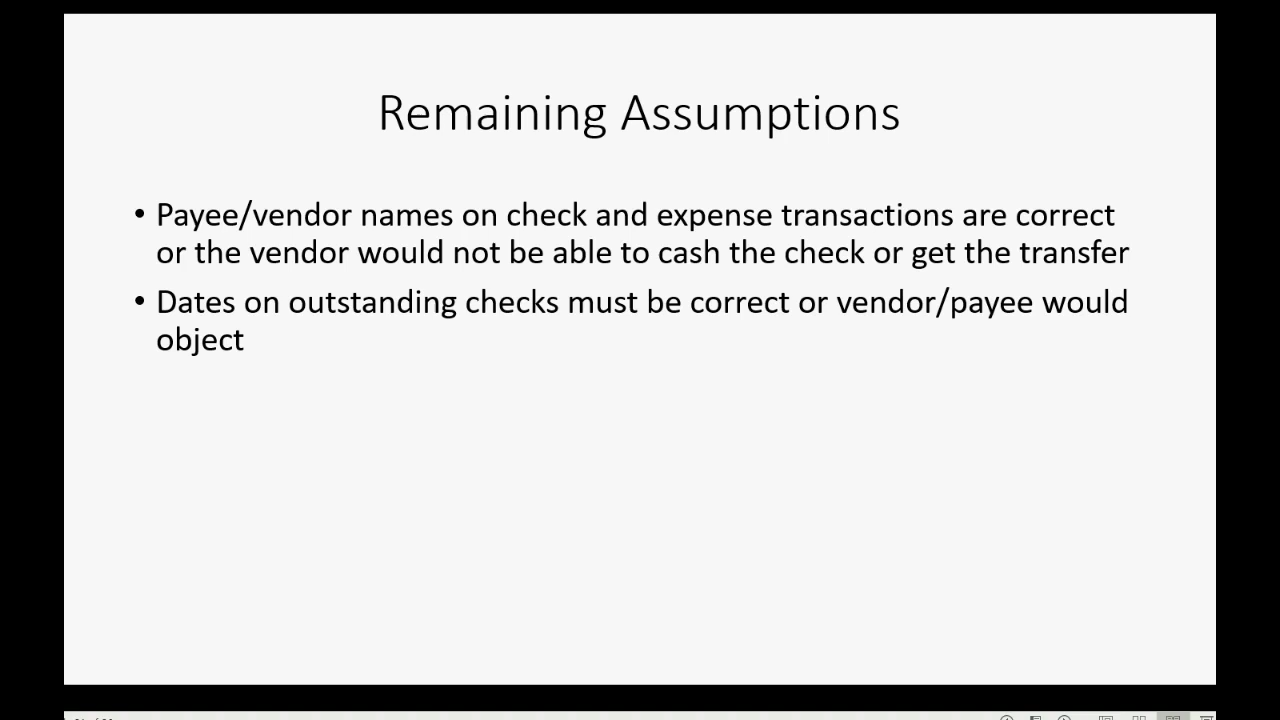 Remaining Assumptions
• Payee/vendor names on check and expense transactions are correct
or the vendor would not be able to cash the check or get the transfer
• Dates on outstanding checks must be correct or vendor/payee would
object